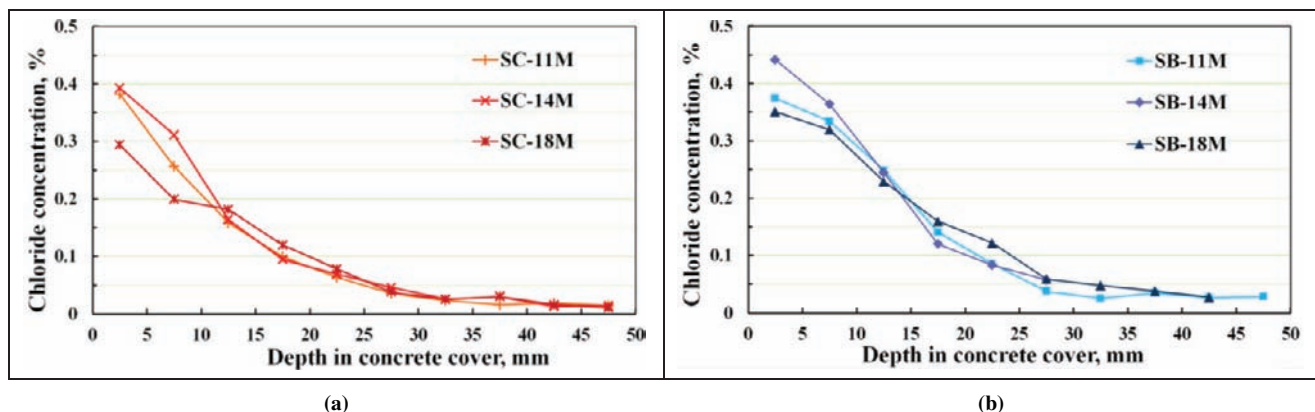 0.5
0.4
0.3
0.2
0.1
0
Chloride concentration, %
SC-11M
SC-14M
SC-18M
0 5 10 15 20 25 30 35 40 45 50
Depth in concrete cover, mm
(a)
0.5
0.4
0.3
0.2
0.1
0
Chloride concentration, %
SB-11M
SB-14M
SB-18M
0 5 10 15 20 25 30 35 40 45 50
Depth in concrete cover, mm
(b)